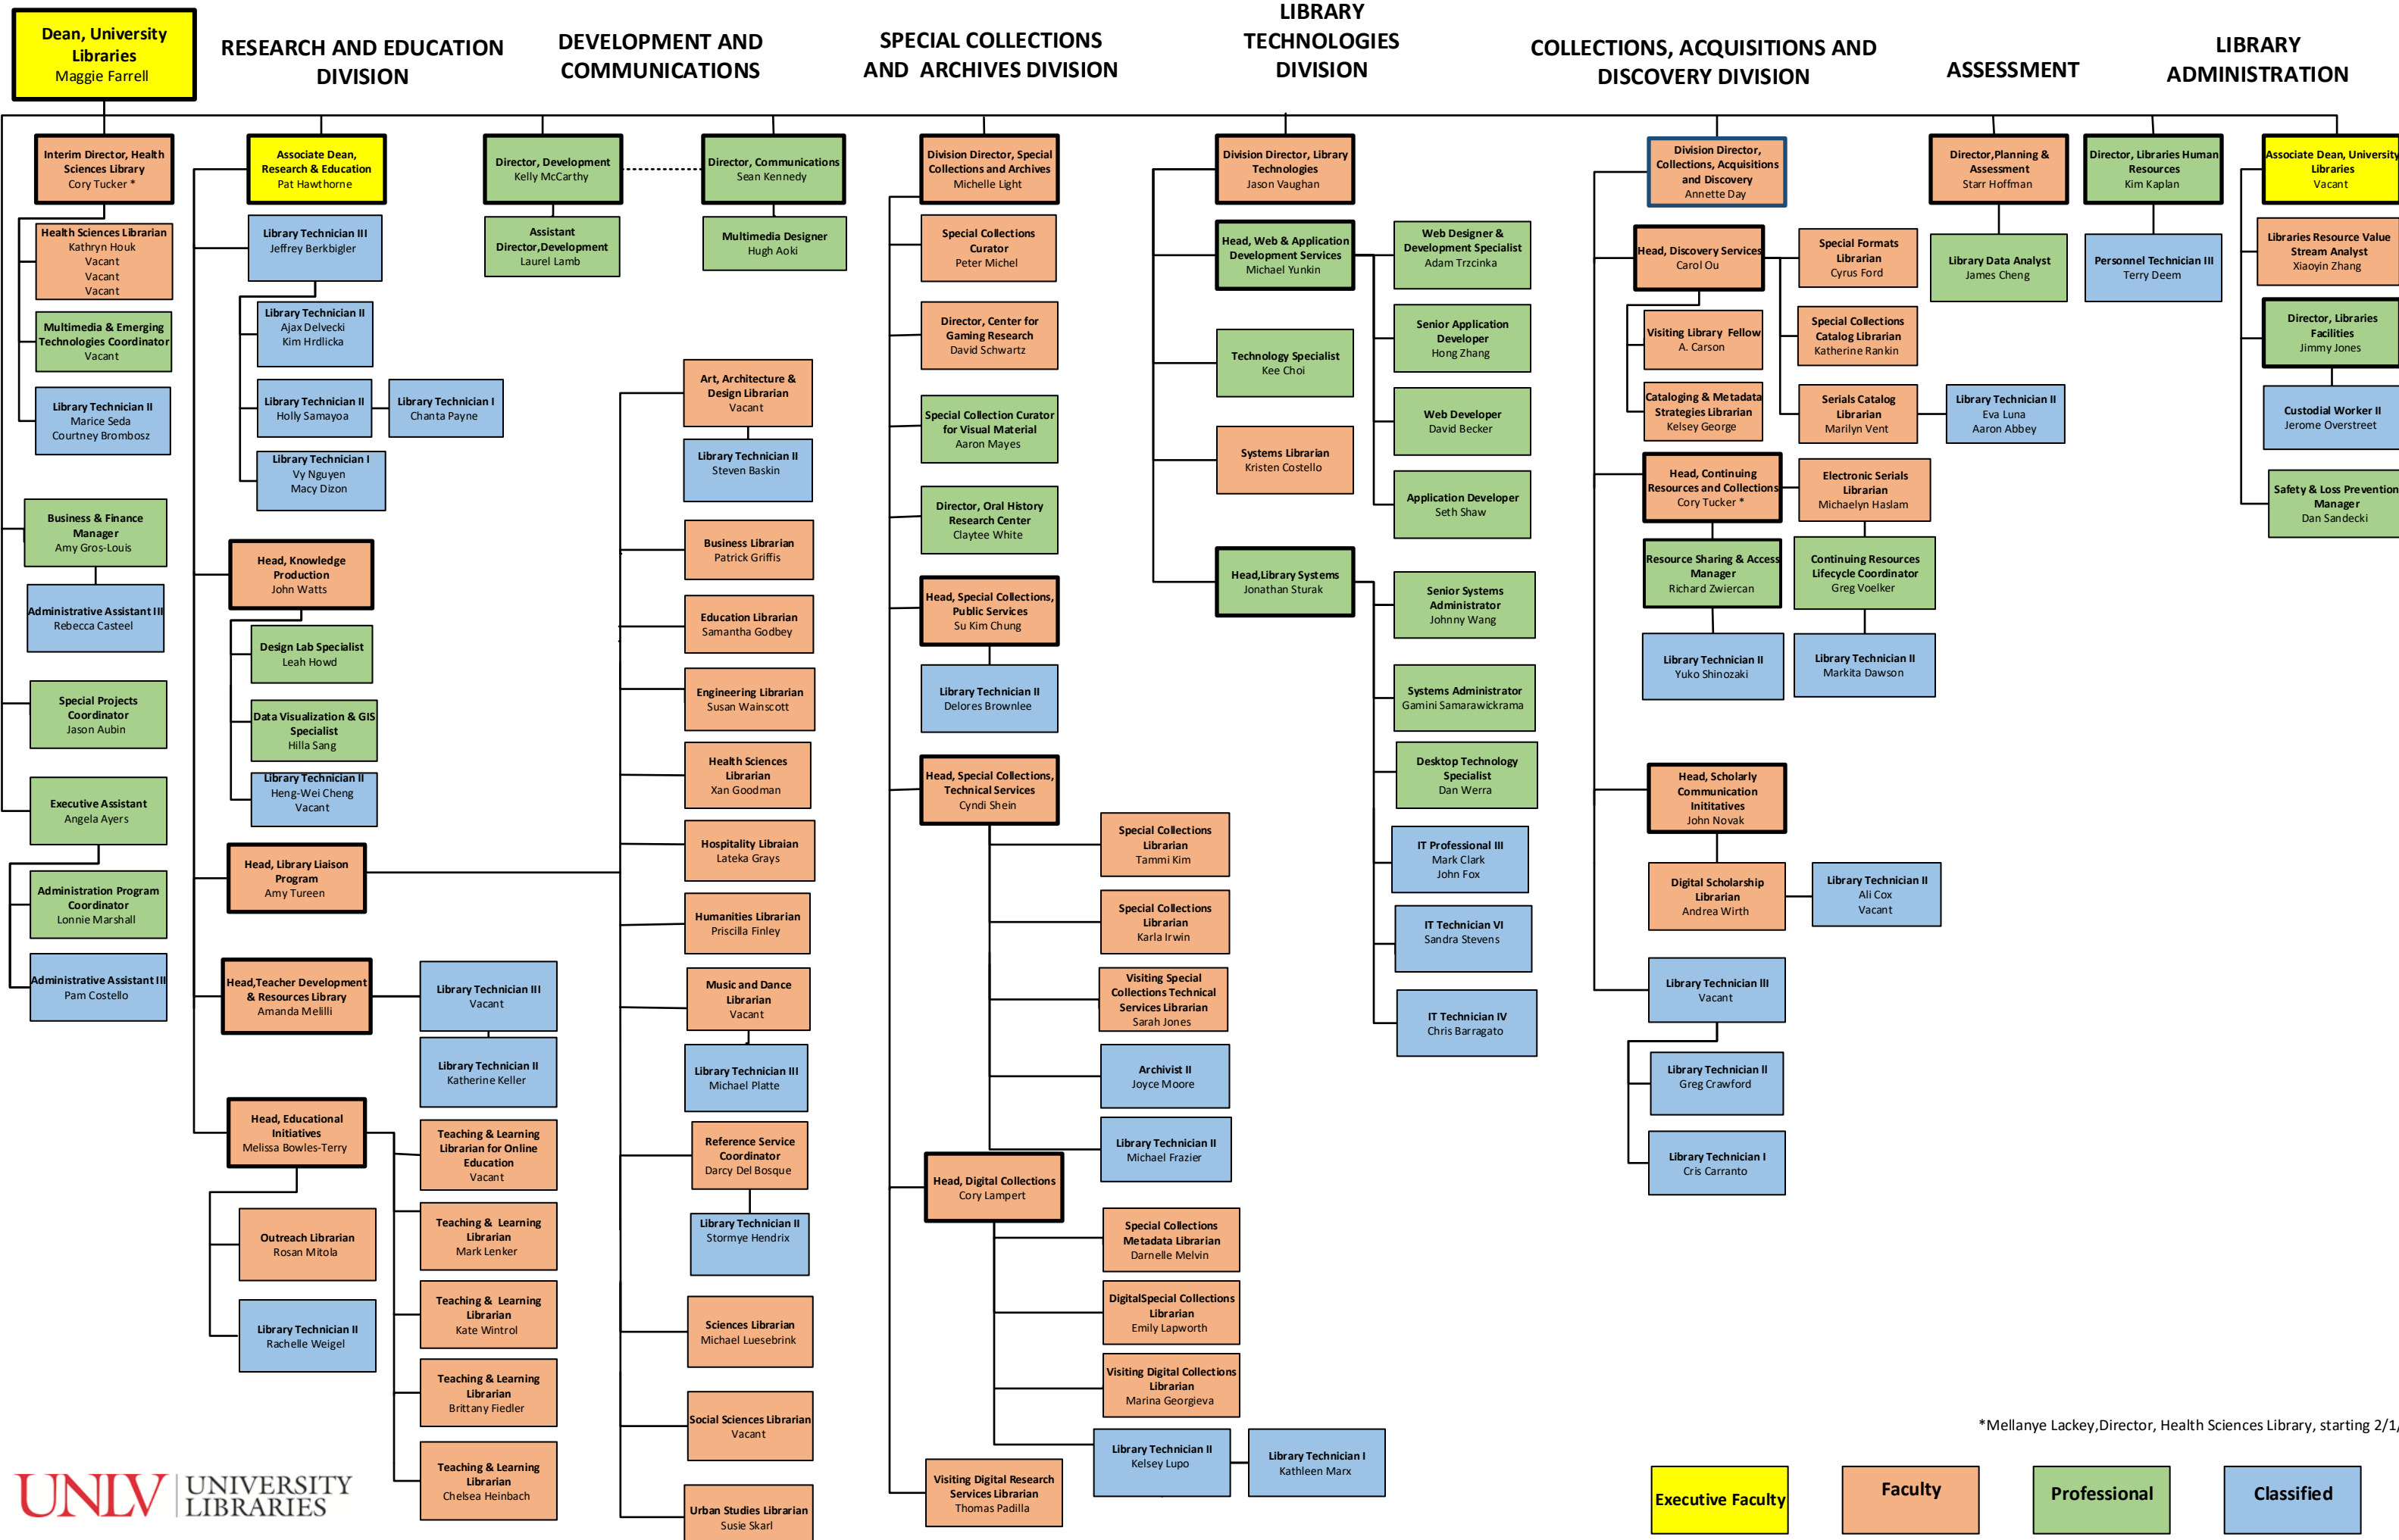 Dean, University
Libraries
Maggie Farrell
RESEARCH AND EDUCATION
DIVISION
DEVELOPMENT AND
COMMUNICATIONS
SPECIAL COLLECTIONS
AND ARCHIVES DIVISION
LIBRARY
TECHNOLOGIES
DIVISION
COLLECTIONS, ACQUISITIONS AND
DISCOVERY DIVISION
ASSESSMENT
LIBRARY
ADMINISTRATION
Interim Director, Health
Sciences Library
Cory Tucker *
Health Sciences Librarian
Kathryn Houk
Vacant
Vacant
Vacant
Multimedia & Emerging
Technologies Coordinator
Vacant
Library Technician II
Marice Seda
Courtney Brombosz
Business & Finance
Manager
Amy Gros-Louis
Administrative Assistant III
Rebecca Casteel
Special Projects
Coordinator
Jason Aubin
Executive Assistant
Angela Ayers
Administration Program
Coordinator
Lonnie Marshall
Administrative Assistant III
Pam Costello
Associate Dean,
Research & Education
Pat Hawthorne
Library Technician III
Jeffrey Berkbigler
Library Technician II
Ajax Delvecki
Kim Hrdlicka
Library Technician II
Holly Samayoa
Library Technician I
Chanta Payne
Library Technician I
Vy Nguyen
Macy Dizon
Head, Knowledge
Production
John Watts
Design Lab Specialist
Leah Howd
Data Visualization & GIS
Specialist
Hilla Sang
Library Technician II
Heng-Wei Cheng
Vacant
Head, Library Liaison
Program
Amy Tureen
Head,Teacher Development
& Resources Library
Amanda Melilli
Library Technician III
Vacant
Library Technician II
Katherine Keller
Head, Educational
Initiatives
Melissa Bowles-Terry
Outreach Librarian
Rosan Mitola
Library Technician II
Rachelle Weigel
Teaching & Learning
Librarian for Online
Education
Vacant
Teaching & Learning
Librarian
Mark Lenker
Teaching & Learning
Librarian
Kate Wintrol
Teaching & Learning
Librarian
Brittany Fiedler
Teaching & Learning
Librarian
Chelsea Heinbach
Director, Development
Kelly McCarthy
Assistant
Director,Development
Laurel Lamb
Director, Communications
Sean Kennedy
Multimedia Designer
Hugh Aoki
Art, Architecture &
Design Librarian
Vacant
Library Technician II
Steven Baskin
Business Librarian
Patrick Griffis
Education Librarian
Samantha Godbey
Engineering Librarian
Susan Wainscott
Health Sciences
Librarian
Xan Goodman
Hospitality Libraian
Lateka Grays
Humanities Librarian
Priscilla Finley
Music and Dance
Librarian
Vacant
Library Technician III
Michael Platte
Reference Service
Coordinator
Darcy Del Bosque
Library Technician II
Stormye Hendrix
Sciences Librarian
Michael Luesebrink
Social Sciences Librarian
Vacant
Urban Studies Librarian
Susie Skarl
Division Director, Special
Collections and Archives
Michelle Light
Special Collections
Curator
Peter Michel
Director, Center for
Gaming Research
David Schwartz
Special Collection Curator
for Visual Material
Aaron Mayes
Director, Oral History
Research Center
Claytee White
Head, Special Collections,
Public Services
Su Kim Chung
Library Technician II
Delores Brownlee
Head, Special Collections,
Technical Services
Cyndi Shein
Special Collections
Librarian
Tammi Kim
Special Collections
Librarian
Karla Irwin
Visiting Special
Collections Technical
Services Librarian
Sarah Jones
Archivist II
Joyce Moore
Library Technician II
Michael Frazier
Head, Digital Collections
Cory Lampert
Special Collections
Metadata Librarian
Darnelle Melvin
DigitalSpecial Collections
Librarian
Emily Lapworth
Visiting Digital Collections
Librarian
Marina Georgieva
Library Technician II
Kelsey Lupo
Library Technician I
Kathleen Marx
Visiting Digital Research
Services Librarian
Thomas Padilla
Division Director, Library
Technologies
Jason Vaughan
Head, Web & Application
Development Services
Michael Yunkin
Technology Specialist
Kee Choi
Systems Librarian
Kristen Costello
Head,Library Systems
Jonathan Sturak
Web Designer &
Development Specialist
Adam Trzcinka
Senior Application
Developer
Hong Zhang
Web Developer
David Becker
Application Developer
Seth Shaw
Senior Systems
Administrator
Johnny Wang
Systems Administrator
Gamini Samarawickrama
Desktop Technology
Specialist
Dan Werra
IT Professional III
Mark Clark
John Fox
IT Technician VI
Sandra Stevens
IT Technician IV
Chris Barragato
Division Director,
Collections, Acquisitions
and Discovery
Annette Day
Head, Discovery Services
Carol Ou
Visiting Library Fellow
A. Carson
Cataloging & Metadata
Strategies Librarian
Kelsey George
Special Formats
Librarian
Cyrus Ford
Special Collections
Catalog Librarian
Katherine Rankin
Serials Catalog
Librarian
Marilyn Vent
Library Technician II
Eva Luna
Aaron Abbey
Head, Continuing
Resources and Collections
Cory Tucker *
Electronic Serials
Librarian
Michaelyn Haslam
Resource Sharing & Access
Manager
Richard Zwiercan
Continuing Resources
Lifecycle Coordinator
Greg Voelker
Library Technician II
Yuko Shinozaki
Library Technician II
Markita Dawson
Head, Scholarly
Communication
Inititatives
John Novak
Digital Scholarship
Librarian
Andrea Wirth
Library Technician II
Ali Cox
Vacant
Library Technician III
Vacant
Library Technician II
Greg Crawford
Library Technician I
Cris Carranto
Director,Planning &
Assessment
Starr Hoffman
Library Data Analyst
James Cheng
Director, Libraries Human
Resources
Kim Kaplan
Personnel Technician III
Terry Deem
Associate Dean, University
Libraries
Vacant
Libraries Resource Value
Stream Analyst
Xiaoyin Zhang
Director, Libraries
Facilities
Jimmy Jones
Custodial Worker II
Jerome Overstreet
Safety & Loss Prevention
Manager
Dan Sandecki
*Mellanye Lackey,Director, Health Sciences Library, starting 2/1/
Executive Faculty
Faculty
Professional
Classified
UNLV UNIVERSITY
LIBRARIES